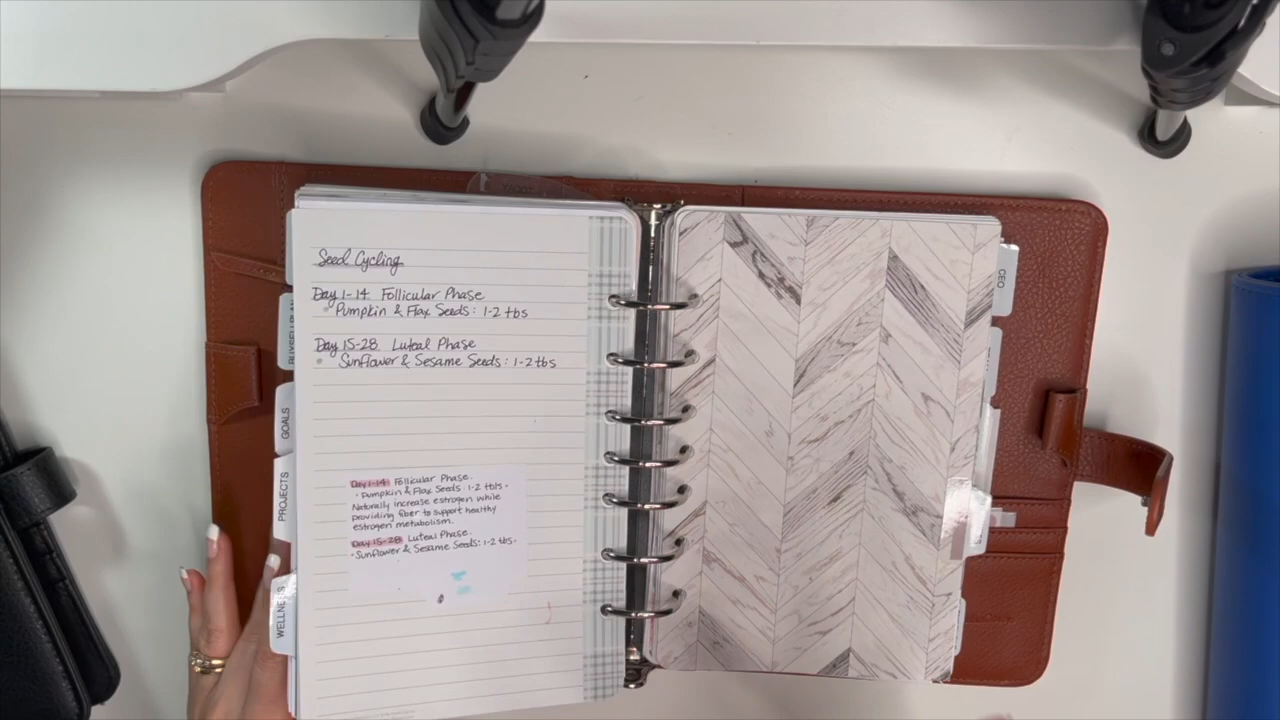 Seed Cycling
Day 1-14 Follicular Phase
Pumpkin & Flax Seeds: 1-2 tbs
Day 15-28 Luteal Phase
Sunflower & Sesame Seeds: 1-2 tbs
Day 1-14: Follicular Phase.
• Pumpkin & Flax Seeds: 1-2 tbls.
Naturally increase estrogen while
providing fiber to support healthy
estrogen metabolism.
Day 15-28 Luteal Phase.
• Sunflower & Sesame Seeds: 1-2 tbs.
GOALS
PROJECTS
WELLNESS
CEO